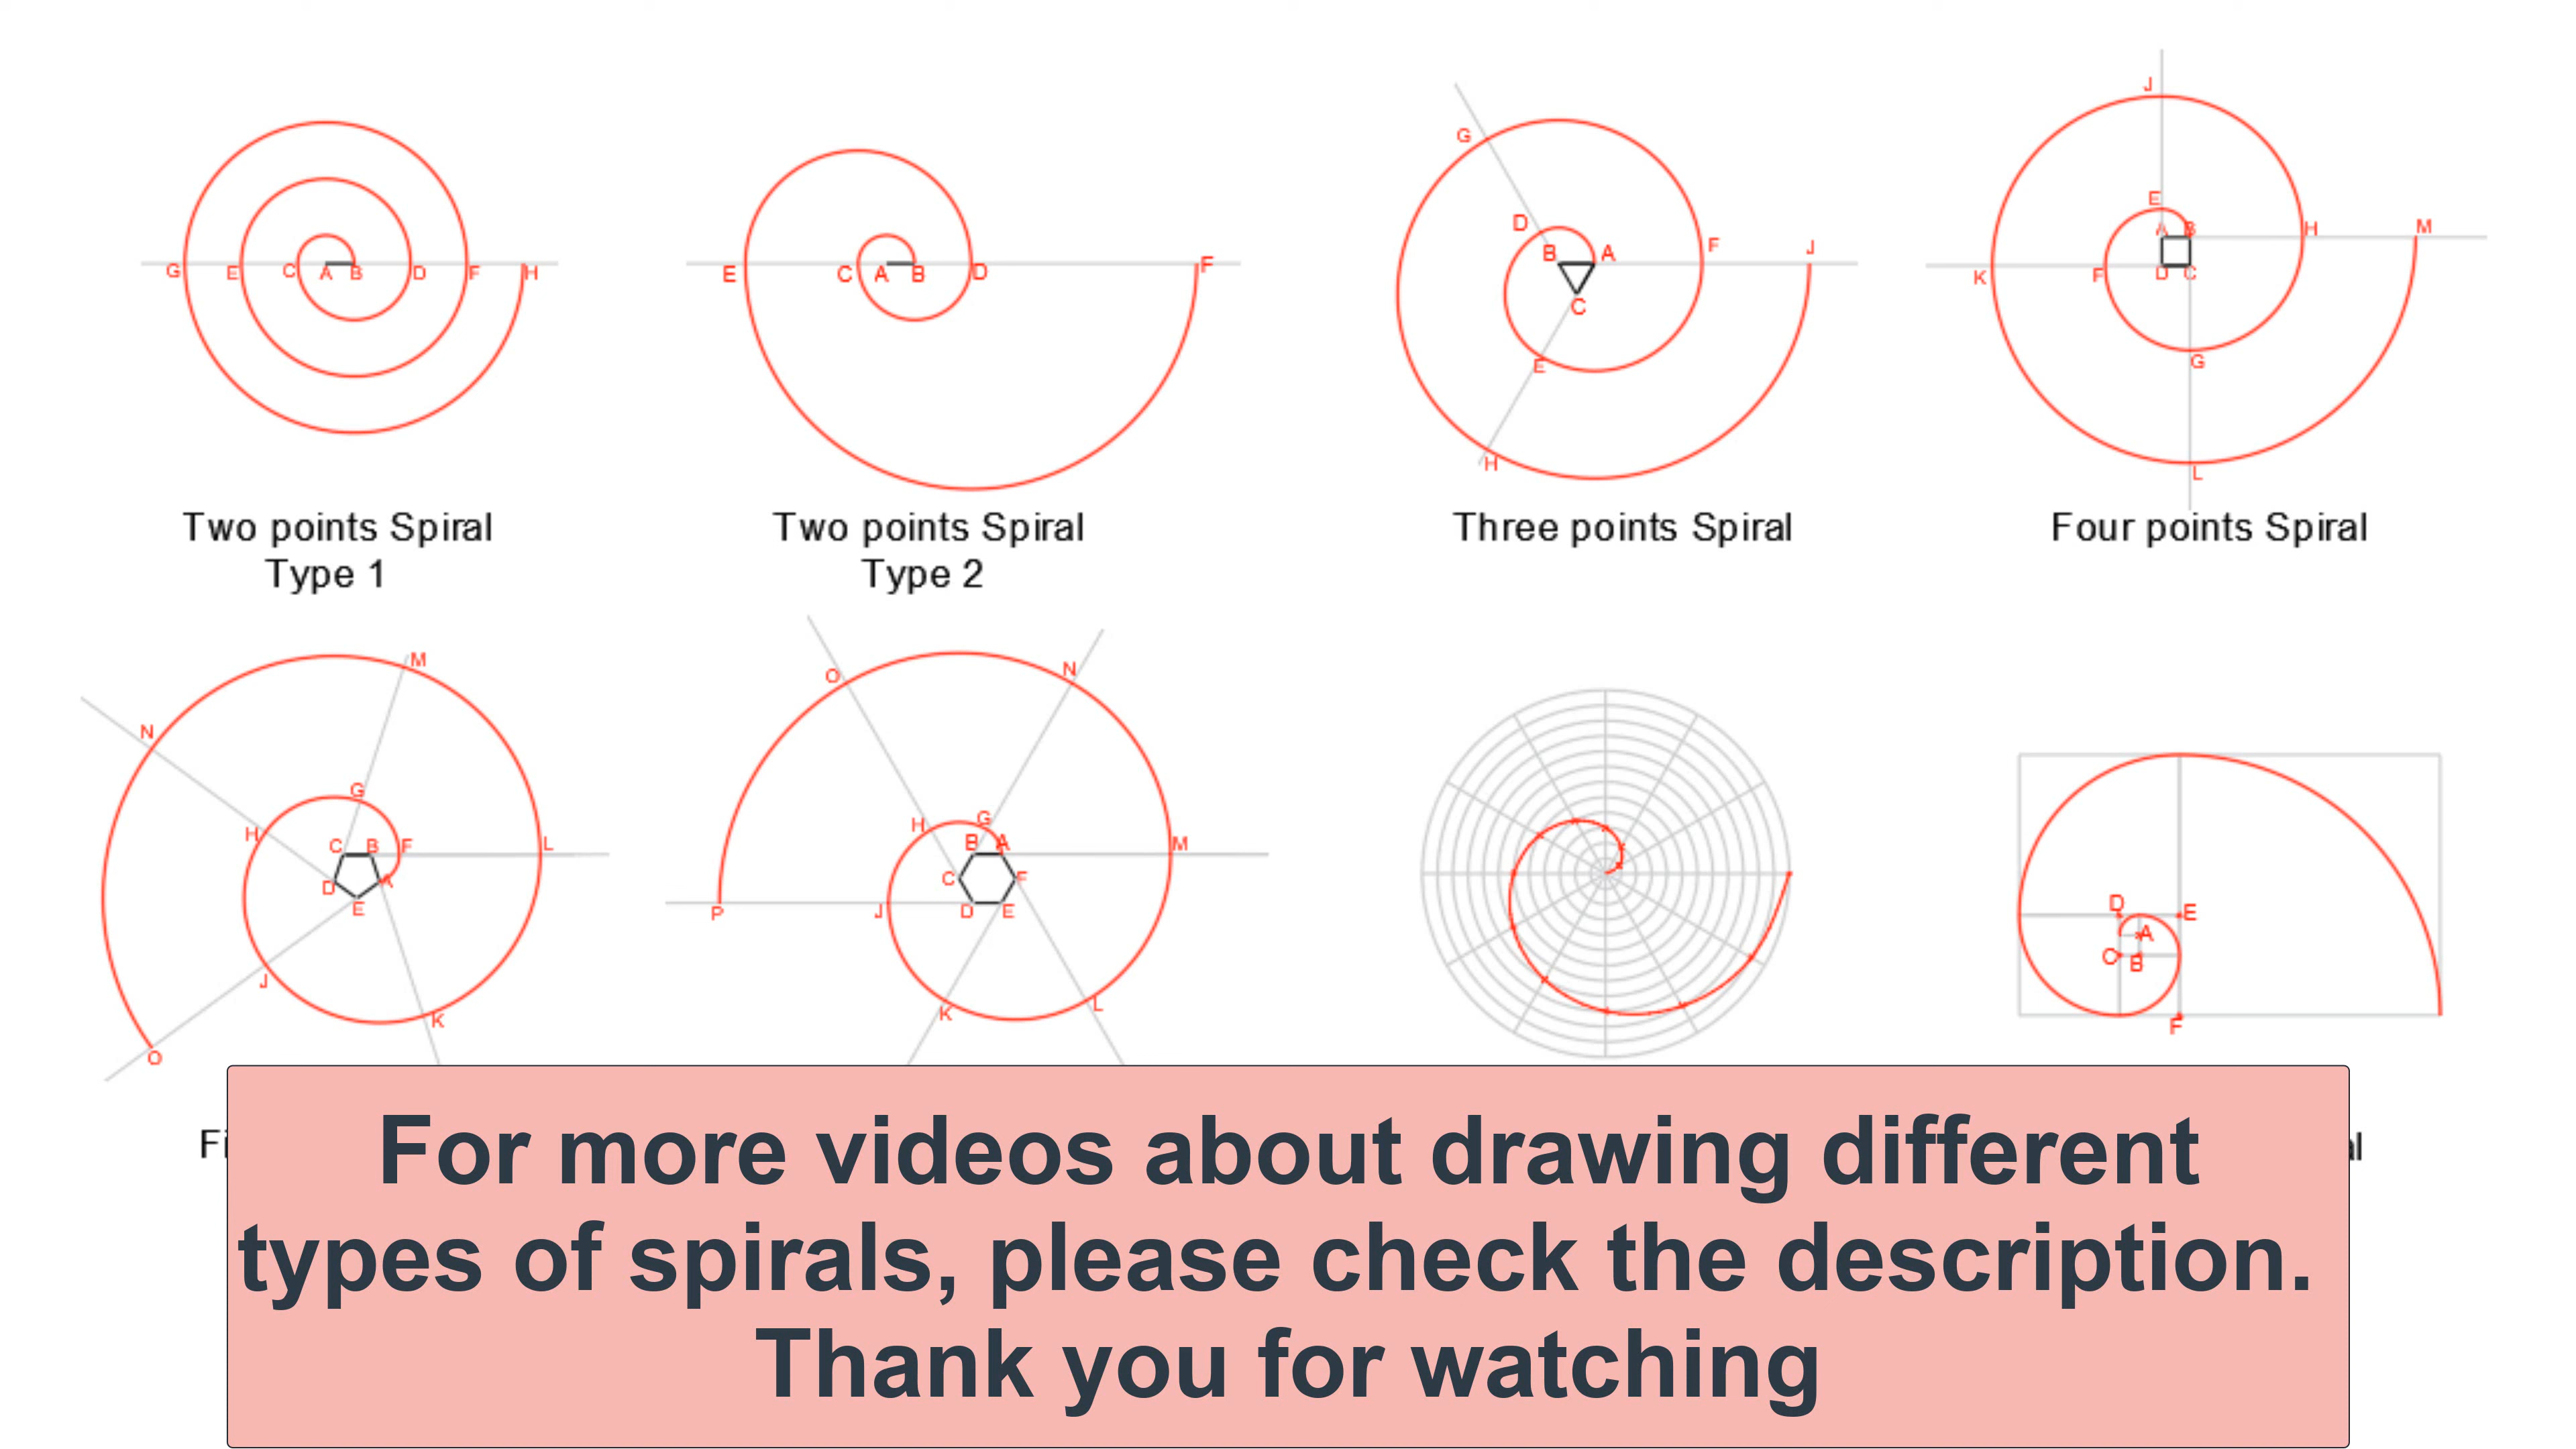 J
G
E
A B
H
M
D
B A
F
J
K
F
D C
G
H
L
G E C A B D F H
E C A B D F
C
E
Two points Spiral
Type 1
Two points Spiral
Type 2
Three points Spiral
Four points Spiral
M
N
G
H
C B F
L
D
A
E
J
K
O
O
N
H
G
B A
M
C
F
P
J
D E
K
L
D
E
A
C
B
F
For more videos about drawing different
types of spirals, please check the description.
Thank you for watching